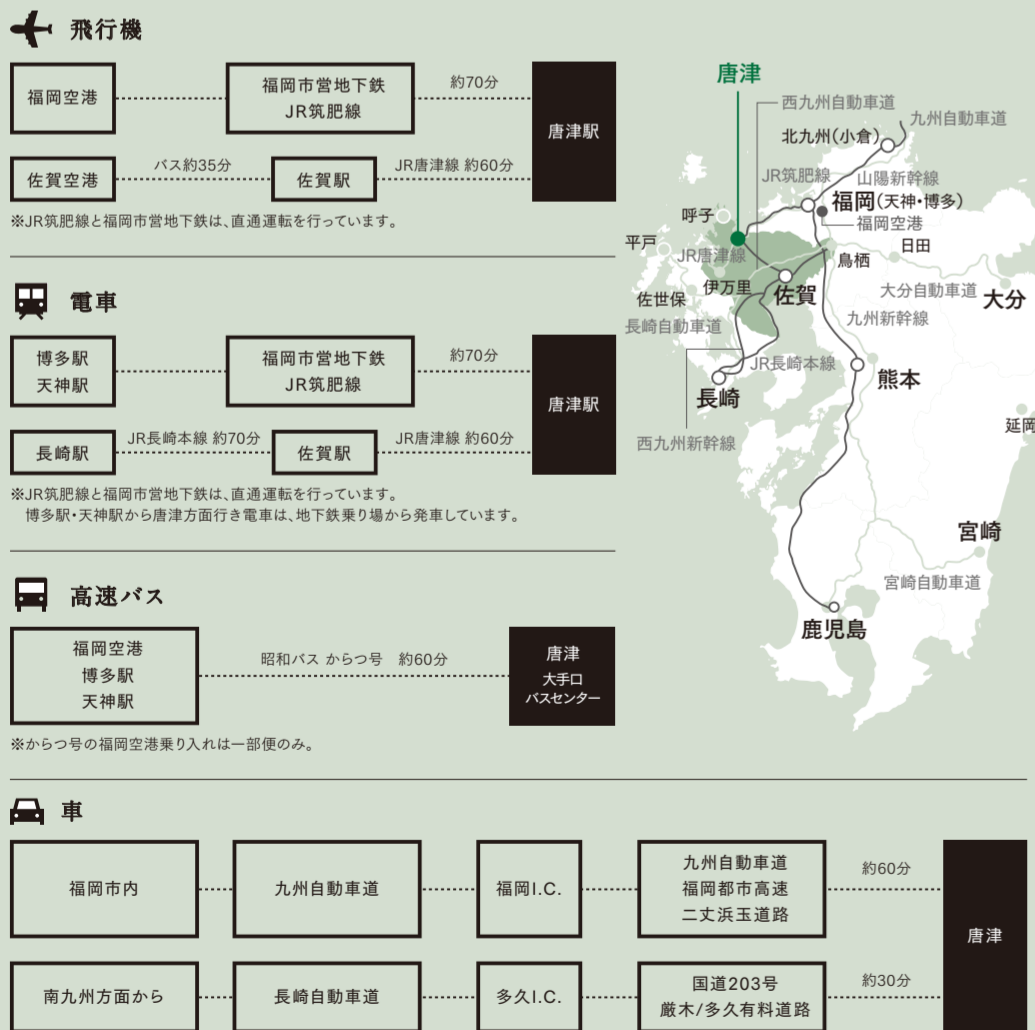 飛行機
福岡空港
福岡市営地下鉄
JR筑肥線
約70分
唐津駅
佐賀空港
バス約35分
佐賀駅
JR唐津線 約60分
※JR筑肥線と福岡市営地下鉄は、直通運転を行っています。
電車
博多駅
天神駅
福岡市営地下鉄
JR筑肥線
約70分
唐津駅
長崎駅
JR長崎本線 約70分
佐賀駅
JR唐津線 約60分
※JR筑肥線と福岡市営地下鉄は、直通運転を行っています。
博多駅・天神駅から唐津方面行き電車は、地下鉄乗り場から発車しています。
高速バス
福岡空港
博多駅
天神駅
昭和バス からつ号 約60分
唐津
大手口
バスセンター
※からつ号の福岡空港乗り入れは一部便のみ。
唐津
西九州自動車道
九州自動車道
北九州(小倉)
JR筑肥線
山陽新幹線
福岡(天神・博多)
福岡空港
呼子
平戸
JR唐津線
日田
鳥栖
伊万里
佐賀
佐世保
大分自動車道
大分
長崎自動車道
九州新幹線
JR長崎本線
熊本
長崎
延岡
西九州新幹線
宮崎
宮崎自動車道
鹿児島
車
福岡市内
九州自動車道
福岡I.C.
九州自動車道
福岡都市高速
二丈浜玉道路
約60分
唐津
南九州方面から
長崎自動車道
多久I.C.
国道203号
厳木/多久有料道路
約30分